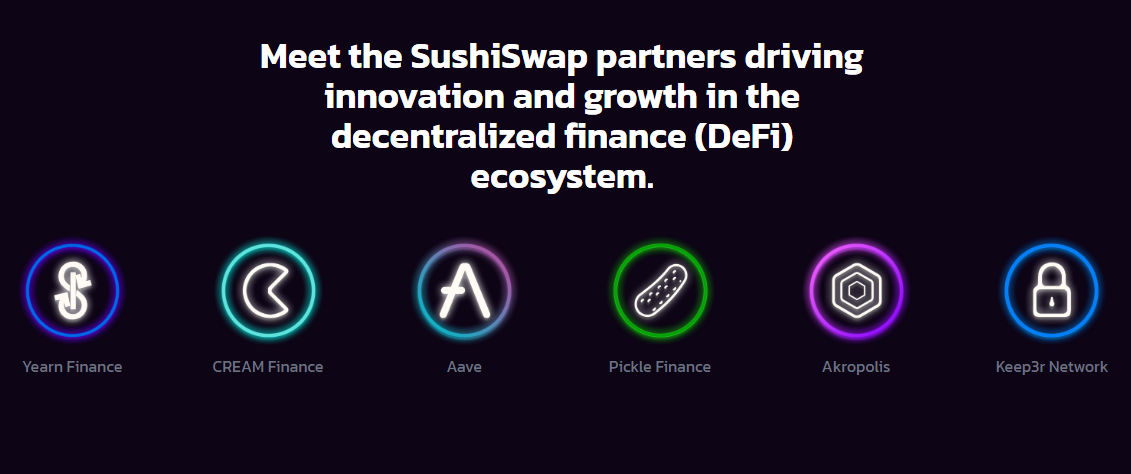 Meet the SushiSwap partners driving
innovation and growth in the
decentralized finance (DeFi)
ecosystem.
Yearn Finance
CREAM Finance
Aave
Pickle Finance
Akropolis
Keep3r Network